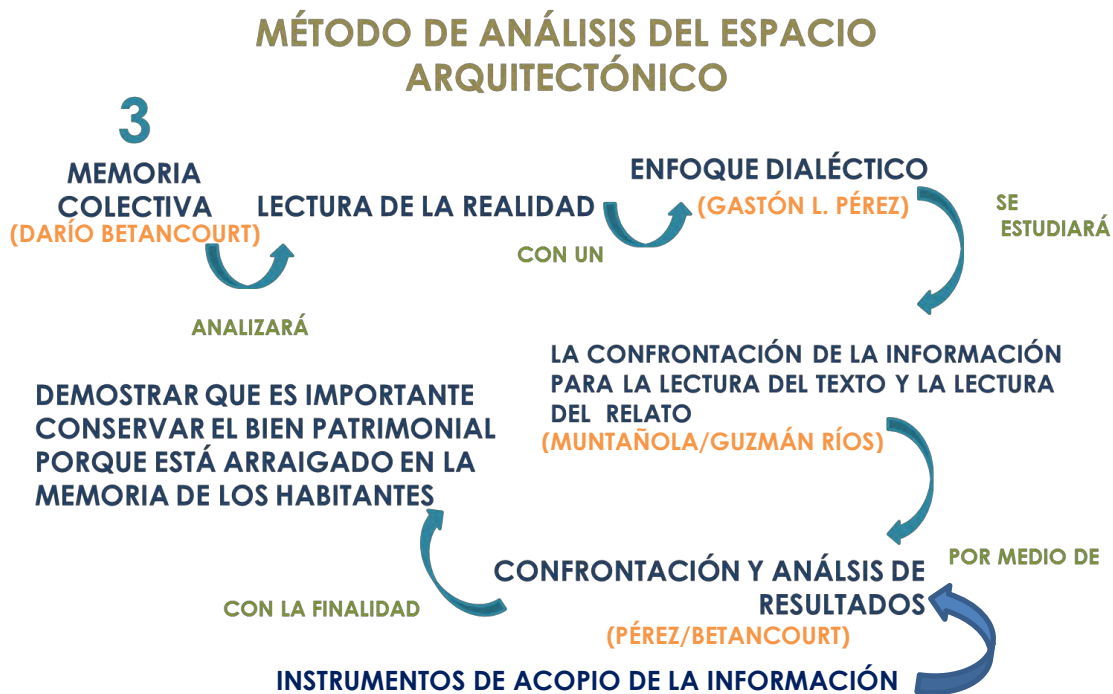 MÉTODO DE ANÁLISIS DEL ESPACIO
ARQUITECTÓNICO
3
MEMORIA
COLECTIVA
(DARÍO BETANCOURT)
ANALIZARÁ
LECTURA DE LA REALIDAD
CON UN
ENFOQUE DIALÉCTICO
(GASTÓN L. PÉREZ)
SE
ESTUDIARÁ
LA CONFRONTACIÓN DE LA INFORMACIÓN
PARA LA LECTURA DEL TEXTO Y LA LECTURA
DEL RELATO
(MUNTAÑOLA/GUZMÁN RÍOS)
POR MEDIO DE
CONFRONTACIÓN Y ANÁLSIS DE
RESULTADOS
(PÉREZ/BETANCOURT)
INSTRUMENTOS DE ACOPIO DE LA INFORMACIÓN
CON LA FINALIDAD
DEMOSTRAR QUE ES IMPORTANTE
CONSERVAR EL BIEN PATRIMONIAL
PORQUE ESTÁ ARRAIGADO EN LA
MEMORIA DE LOS HABITANTES